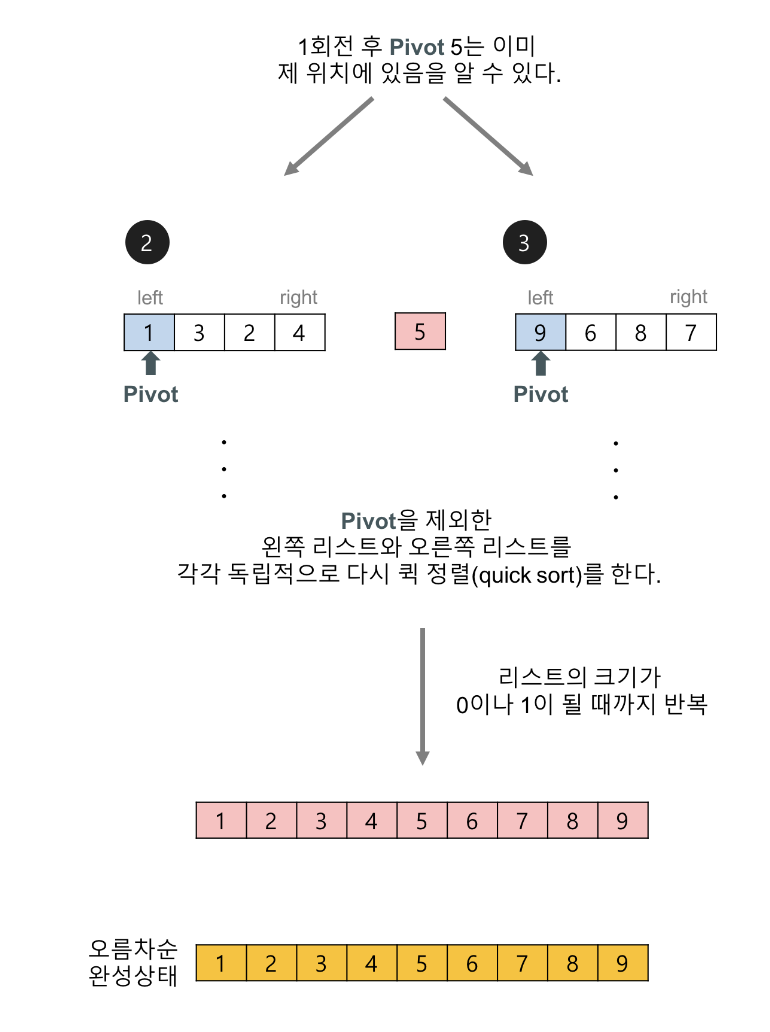 1회전 후 Pivot 5는 이미
제 위치에 있음을 알 수 있다.
2
3
left right
left right
1 3 2 4
5
9 6 8 7
Pivot
Pivot
Pivot을 제외한
왼쪽 리스트와 오른쪽 리스트를
각각 독립적으로 다시 퀵 정렬(quick sort)를 한다.
리스트의 크기가
0이나 1이 될 때까지 반복
1 2 3 4 5 6 7 8 9
오름차순
완성상태
1 2 3 4 5 6 7 8 9